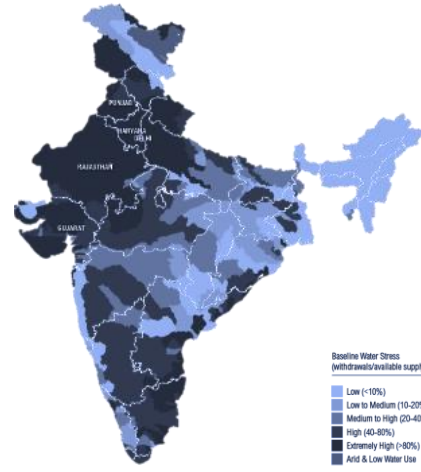 PUNJAB
HARYANA
DELHI
RAJASTHAN
GUJARAT
Baseline Water Stress
(withdrawals/available suppl
Low (<10%)
Low to Medium (10-20%
Medium to High (20-40
High (40-80%)
Extremely High (>80%)
Arid & Low Water Use